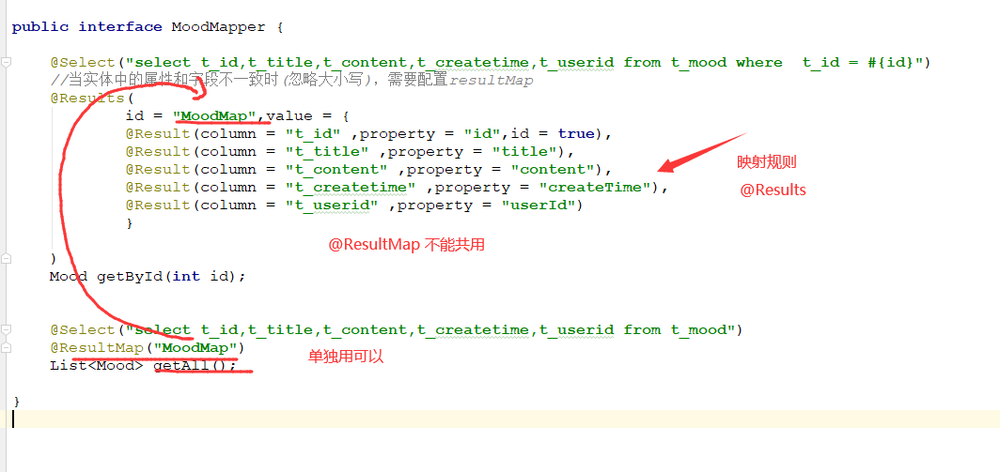 public interface MoodMapper {
@Select("select t_id,t_title,t_content,t_createtime,t_userid from t_mood where  t_id = #{id}")
//当实体中的属性和字段不一致时(忽略大小写)，需要配置resultMap
@Results(
id = "MoodMap",value = {
@Result(column = "t_id" ,property = "id",id = true),
@Result(column = "t_title" ,property = "title"),
@Result(column = "t_content" ,property = "content"),
@Result(column = "t_createtime" ,property = "createTime"),
@Result(column = "t_userid" ,property = "userId")
}
映射规则
@Results
@ResultMap 不能共用
)
Mood getById(int id);
@Select("select t_id,t_title,t_content,t_createtime,t_userid from t_mood")
@ResultMap("MoodMap")
单独用可以
List<Mood> getAll();
}